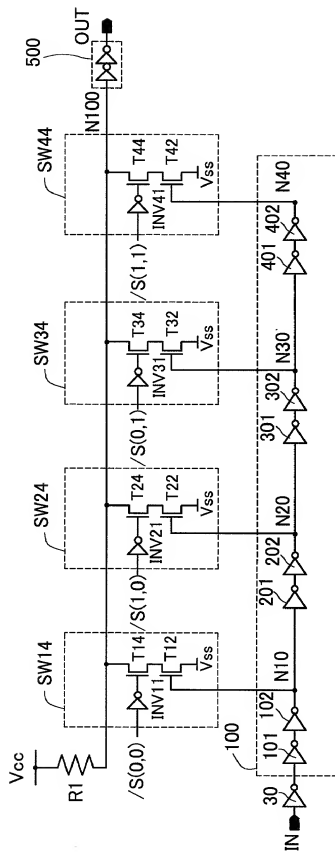 SW14
SW24
SW34
SW44
500
Vcc
R1
N100
OUT
/S(0,0)
INV11
T14
T12
Vss
/S(1,0)
INV21
T24
T22
Vss
/S(0,1)
INV31
T34
T32
Vss
/S(1,1)
INV41
T44
T42
Vss
100
N10
N20
N30
N40
IN
30
101
102
201
202
301
302
401
402